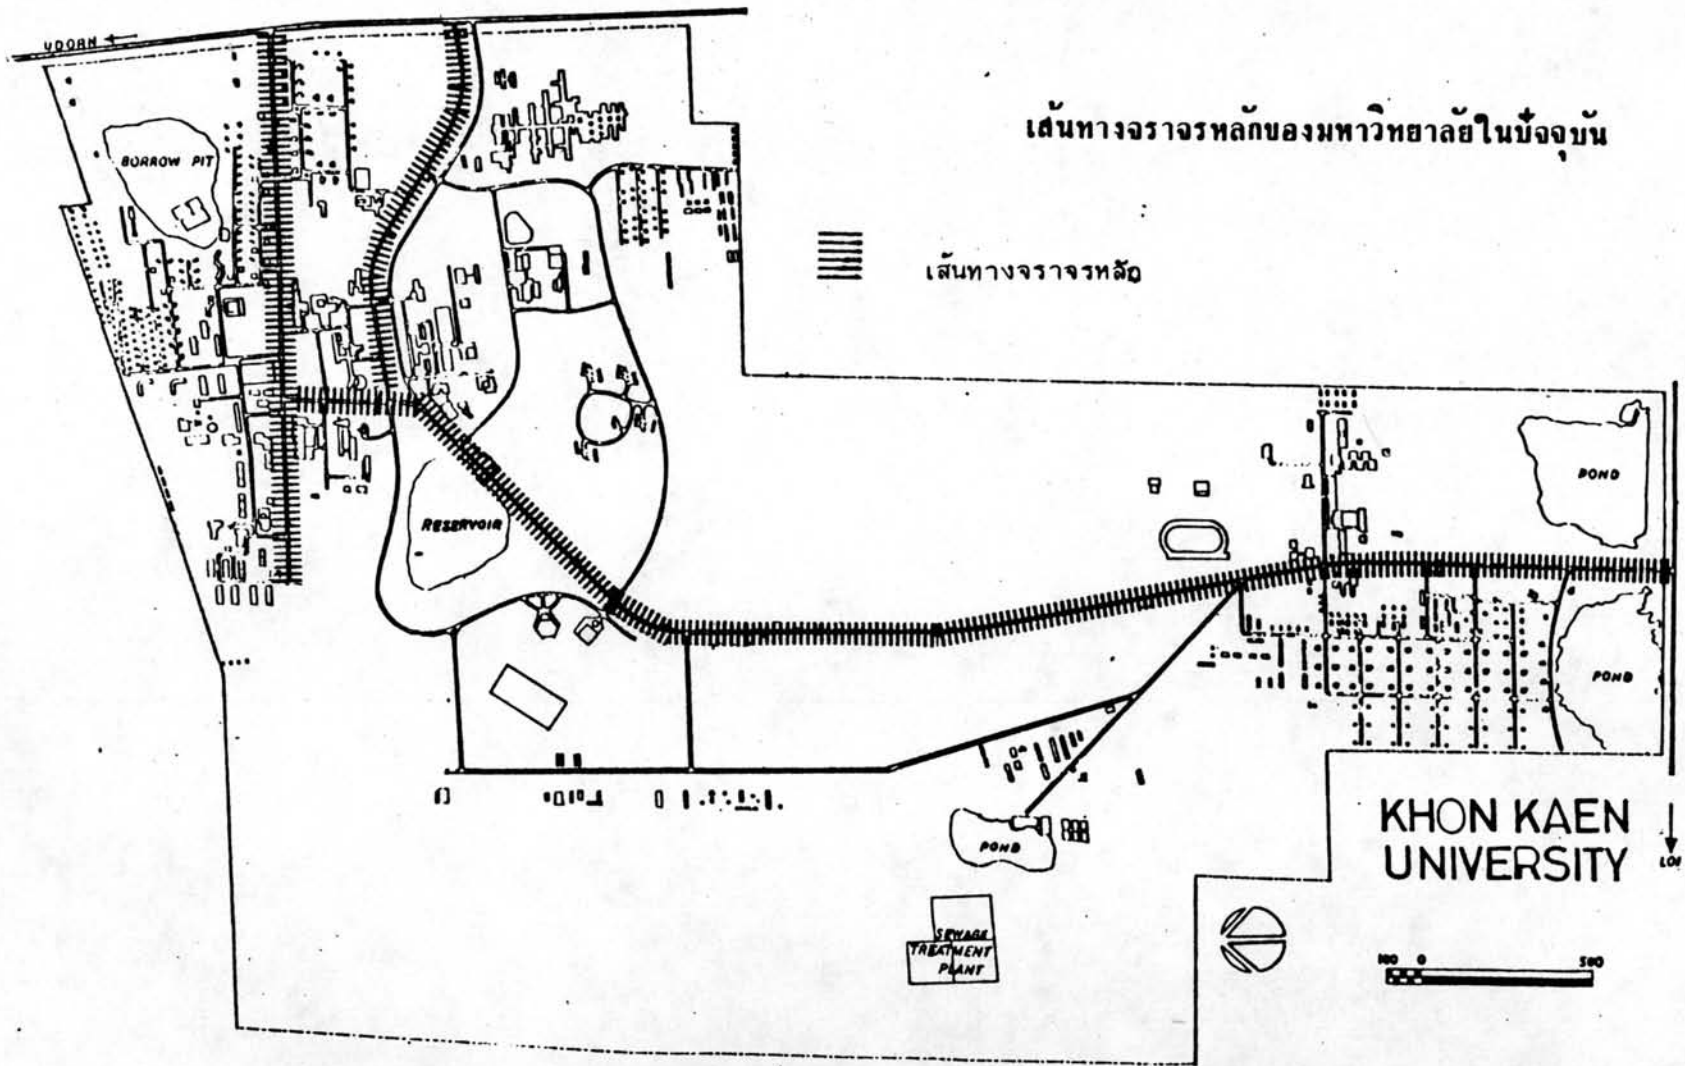 UDORN
เส้นทางจราจรหลักของมหาวิทยาลัยในปัจจุบัน
BORROW PIT
เส้นทางจราจรหลัก
POND
RESERVOIR
POND
KHON KAEN
UNIVERSITY
POND
LOE
SEWAGE
TREATMENT
PLANT
100 0 500